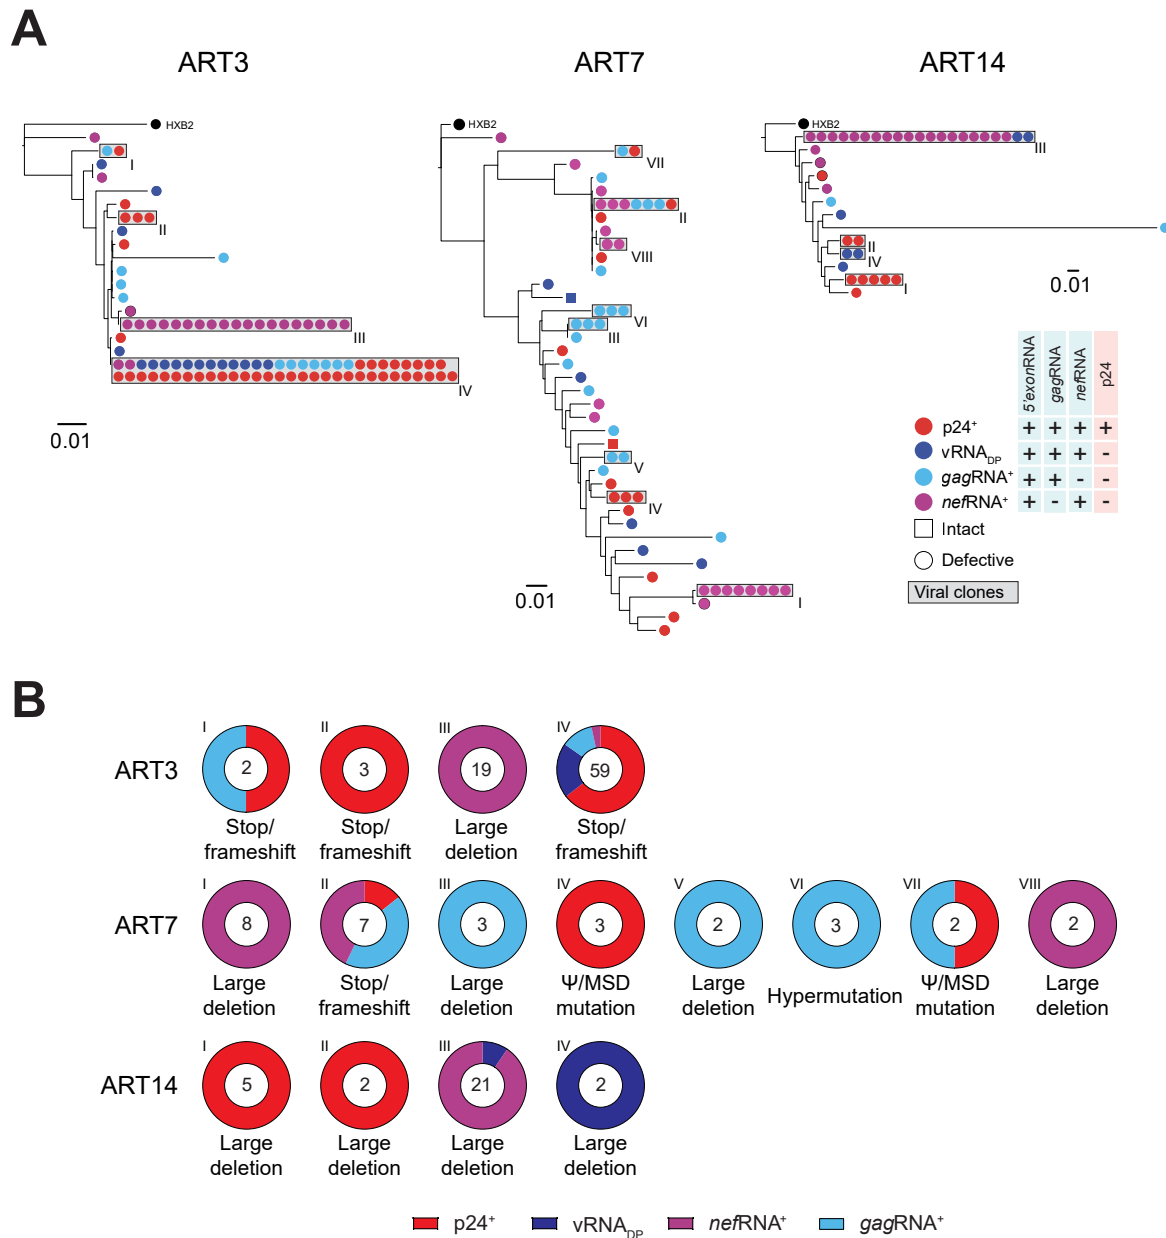 A
ART3
ART7
ART14
HXB2
I
II
III
IV
0.01
HXB2
VII
II
VIII
VI
III
V
IV
I
0.01
HXB2
III
II
IV
I
0.01
5'exonRNA
gagRNA
nefRNA
p24
p24⁺ + + + +
vRNA_DP + + + -
gagRNA⁺ + + - -
nefRNA⁺ + - + -
Intact
Defective
Viral clones
B
ART3
I II III IV
2 3 19 59
Stop/ Stop/ Large Stop/
frameshift frameshift deletion frameshift
ART7
I II III IV V VI VII VIII
8 7 3 3 2 3 2 2
Large Stop/ Large Ψ/MSD Large Hypermutation Ψ/MSD Large
deletion frameshift deletion mutation deletion mutation deletion
ART14
I II III IV
5 2 21 2
Large Large Large Large
deletion deletion deletion deletion
p24⁺ vRNA_DP nefRNA⁺ gagRNA⁺